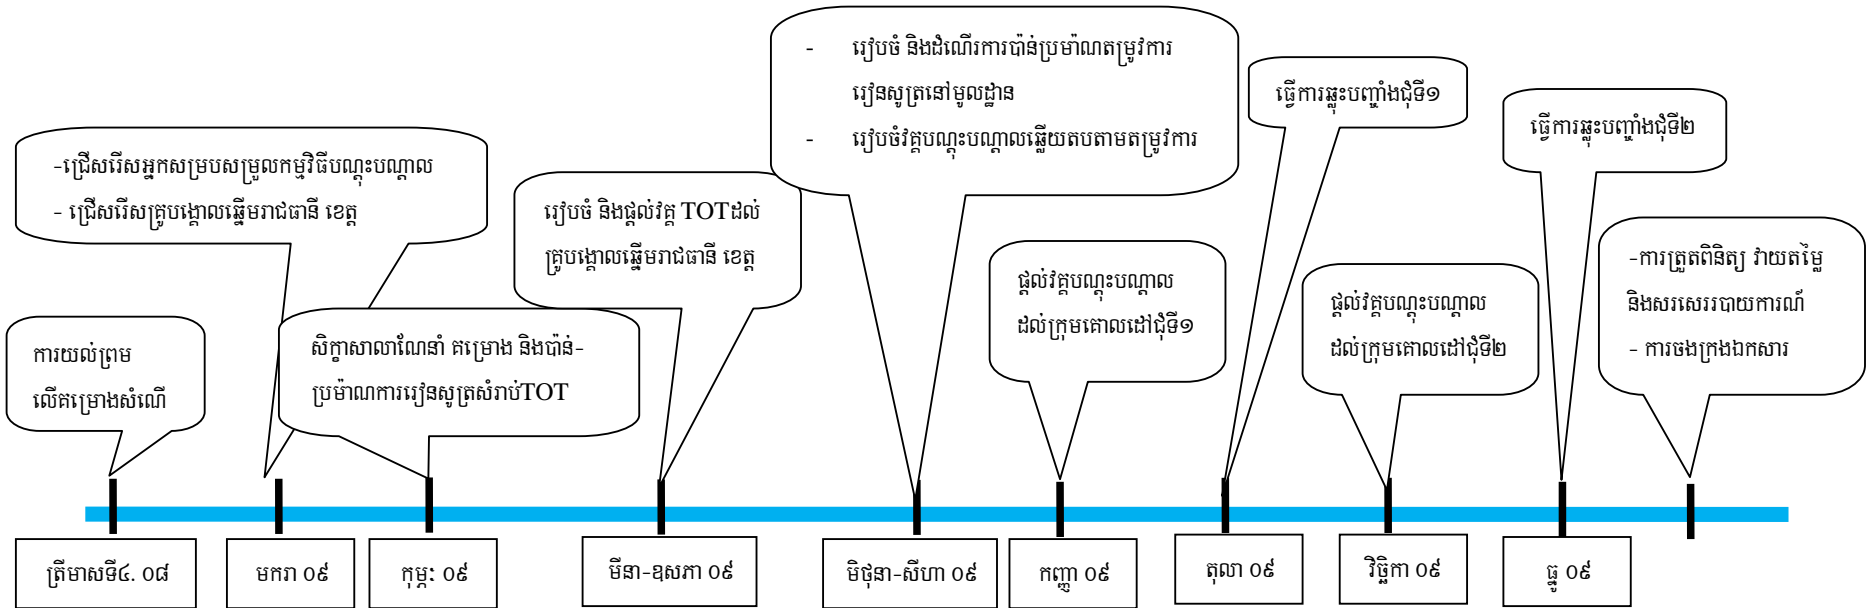 ការយល់ព្រម
លើគម្រោងសំណើ
-ជ្រើសរើសអ្នកសម្របសម្រួលកម្មវិធីបណ្តុះបណ្តាល
- ជ្រើសរើសគ្រូបង្គោលឆ្នើមរាជធានី ខេត្ត
សិក្ខាសាលាណែនាំ គម្រោង និងប៉ាន់-
ប្រម៉ាណការរៀនសូត្រសំរាប់TOT
រៀបចំ និងផ្តល់វគ្គ TOTដល់
គ្រូបង្គោលឆ្នើមរាជធានី ខេត្ត
- រៀបចំ និងដំណើរការប៉ាន់ប្រម៉ាណតម្រូវការ
រៀនសូត្រនៅមូលដ្ឋាន
- រៀបចំវគ្គបណ្តុះបណ្តាលឆ្លើយតបតាមតម្រូវការ
ផ្តល់វគ្គបណ្តុះបណ្តាល
ដល់ក្រុមគោលដៅជុំទី១
ធ្វើការឆ្លុះបញ្ចាំងជុំទី១
ផ្តល់វគ្គបណ្តុះបណ្តាល
ដល់ក្រុមគោលដៅជុំទី២
ធ្វើការឆ្លុះបញ្ចាំងជុំទី២
-ការត្រួតពិនិត្យ វាយតម្លៃ
និងសរសេររបាយការណ៍
- ការចងក្រងឯកសារ
ត្រីមាសទី៤. ០៨
មករា ០៩
កុម្ភ: ០៩
មីនា-ឧសភា ០៩
មិថុនា-សីហា ០៩
កញ្ញា ០៩
តុលា ០៩
វិច្ឆិកា ០៩
ធ្នូ ០៩